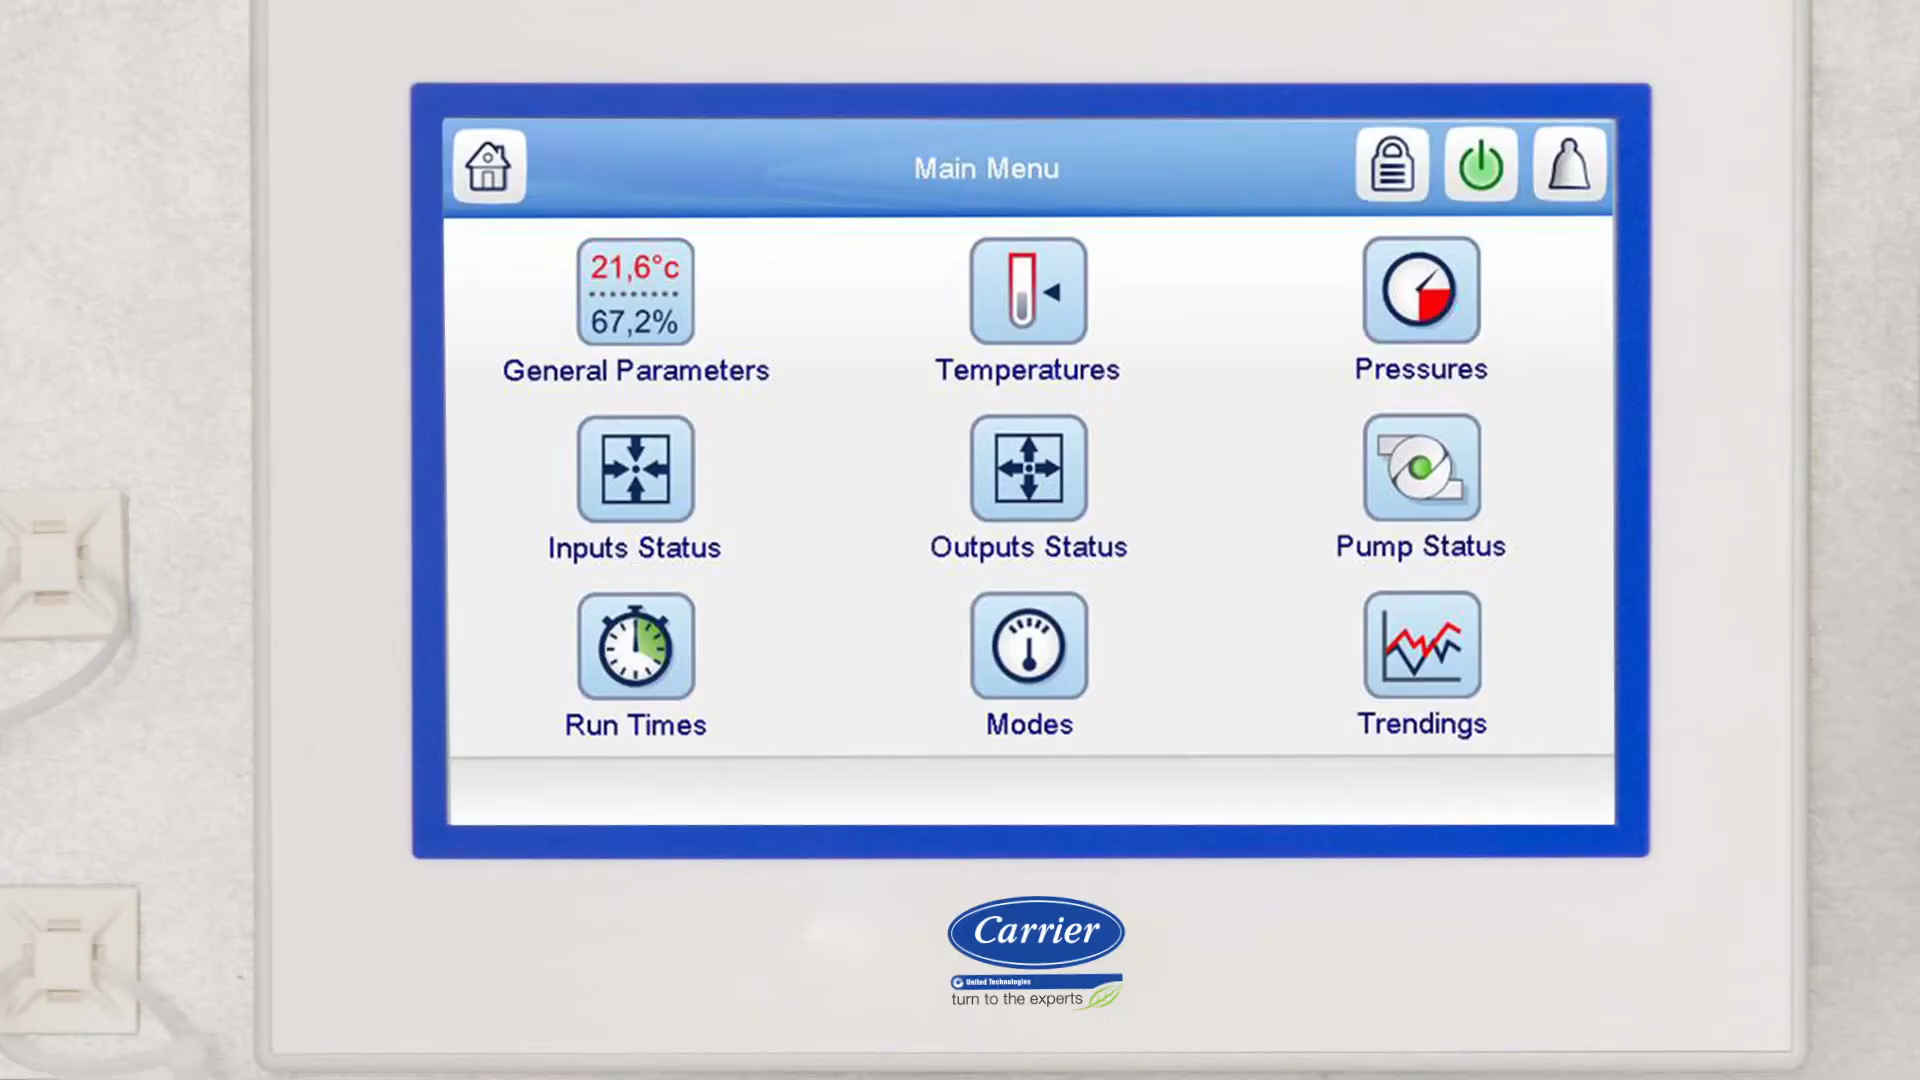 Main Menu
21,6°c
67,2%
General Parameters
Temperatures
Pressures
Inputs Status
Outputs Status
Pump Status
Run Times
Modes
Trendings
Carrier
United Technologies
turn to the experts